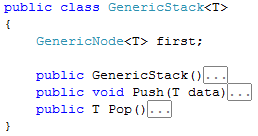 public class GenericStack<T>
{
    GenericNode<T> first;

    public GenericStack()...
    public void Push(T data)...
    public T Pop()...
}